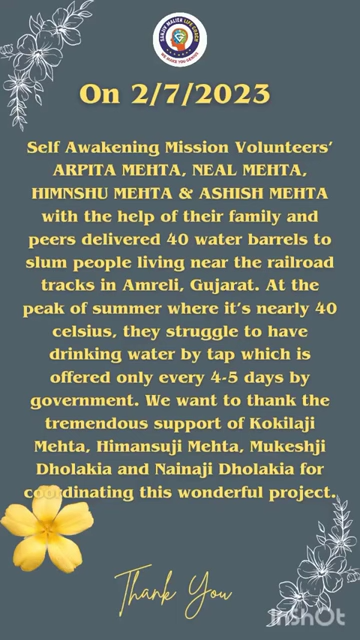 On 2/7/2023
Self Awakening Mission Volunteers'
ARPITA MEHTA, NEAL MEHTA,
HIMNSHU MEHTA & ASHISH MEHTA
with the help of their family and
peers delivered 40 water barrels to
slum people living near the railroad
tracks in Amreli, Gujarat. At the
peak of summer where it's nearly 40
celsius, they struggle to have
drinking water by tap which is
offered only every 4-5 days by
government. We want to thank the
tremendous support of Kokilaji
Mehta, Himansuji Mehta, Mukeshji
Dholakia and Nainaji Dholakia for
coordinating this wonderful project.
Thank You
InShOt